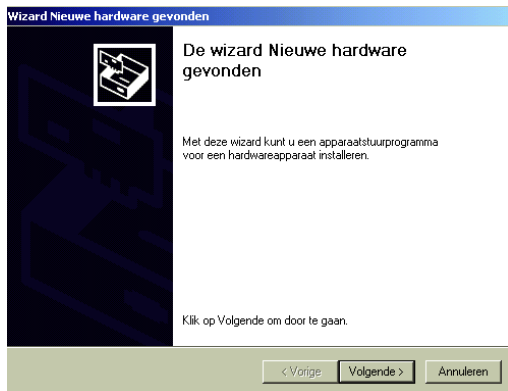 Wizard Nieuwe hardware gevonden
De wizard Nieuwe hardware
gevonden
Met deze wizard kunt u een apparaatstuurprogramma
voor een hardwareapparaat installeren.
Klik op Volgende om door te gaan.
< Vorige
Volgende >
Annuleren